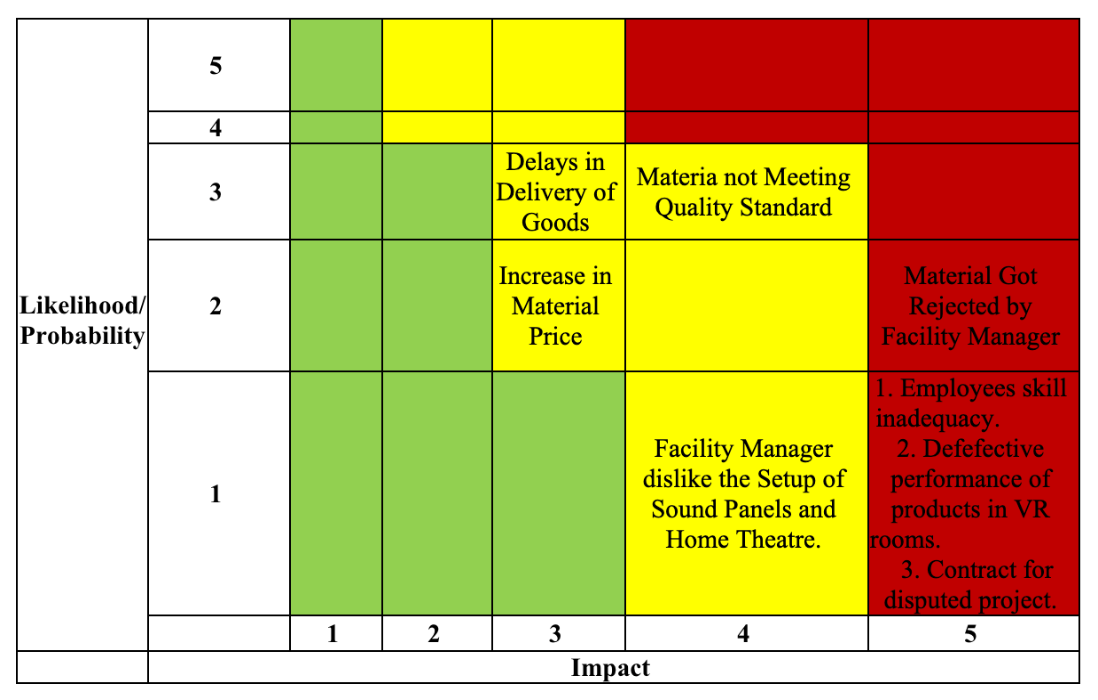 5
4
3
Delays in
Delivery of
Goods
Materia not Meeting
Quality Standard
Likelihood/
Probability
2
Increase in
Material
Price
Material Got
Rejected by
Facility Manager
1
Facility Manager
dislike the Setup of
Sound Panels and
Home Theatre.
1. Employees skill
inadequacy.
2. Defefective
performance of
products in VR
rooms.
3. Contract for
disputed project.
1 2 3 4 5
Impact